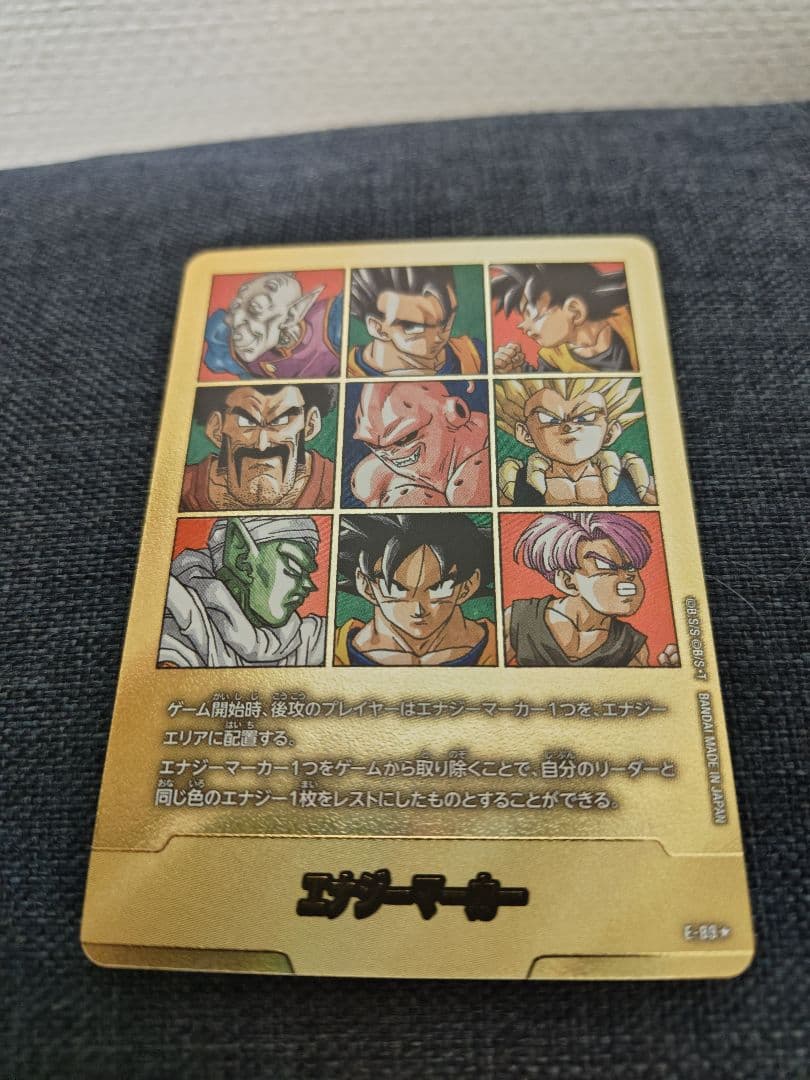 ゲーム開始時、後攻のプレイヤーはエナジーマーカー1つを、エナジー
エリアに配置する。
エナジーマーカー1つをゲームから取り除くことで、自分のリーダーと
同じ色のエナジー1枚をレストにしたものとすることができる。
©B・S/S ©B/S・T BANDAI MADE IN JAPAN
エナジーマーカー